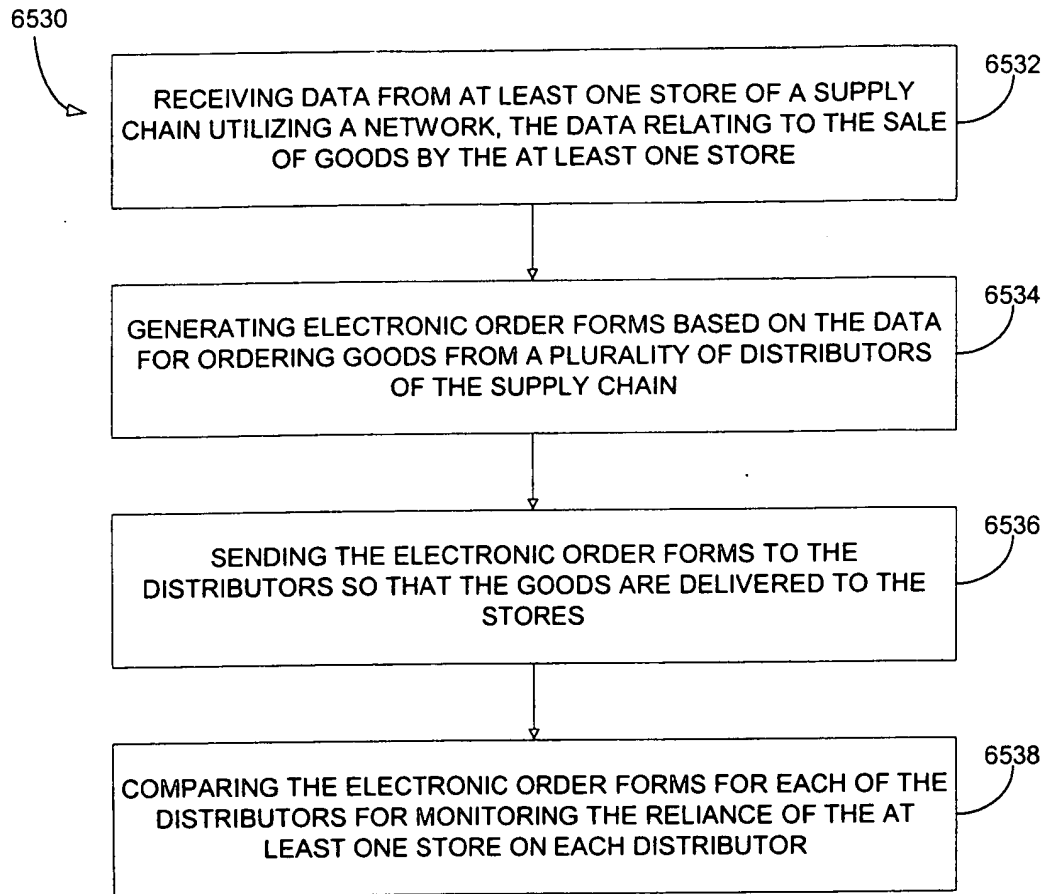 6530
6532
RECEIVING DATA FROM AT LEAST ONE STORE OF A SUPPLY
CHAIN UTILIZING A NETWORK, THE DATA RELATING TO THE SALE
OF GOODS BY THE AT LEAST ONE STORE
6534
GENERATING ELECTRONIC ORDER FORMS BASED ON THE DATA
FOR ORDERING GOODS FROM A PLURALITY OF DISTRIBUTORS
OF THE SUPPLY CHAIN
6536
SENDING THE ELECTRONIC ORDER FORMS TO THE
DISTRIBUTORS SO THAT THE GOODS ARE DELIVERED TO THE
STORES
6538
COMPARING THE ELECTRONIC ORDER FORMS FOR EACH OF THE
DISTRIBUTORS FOR MONITORING THE RELIANCE OF THE AT
LEAST ONE STORE ON EACH DISTRIBUTOR